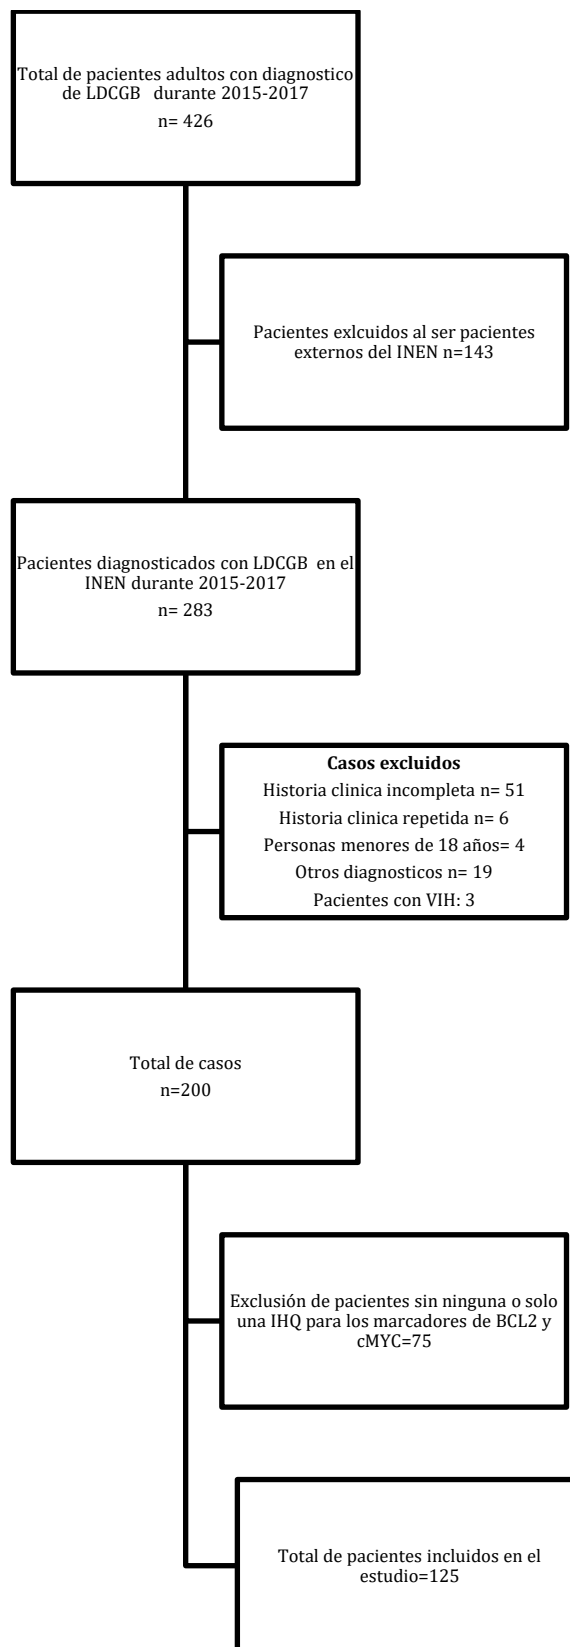 Total de pacientes adultos con diagnostico
de LDCGB durante 2015-2017
n= 426
Pacientes exlcuidos al ser pacientes
externos del INEN n=143
Pacientes diagnosticados con LDCGB en el
INEN durante 2015-2017
n= 283
Casos excluidos
Historia clinica incompleta n= 51
Historia clinica repetida n= 6
Personas menores de 18 años= 4
Otros diagnosticos n= 19
Pacientes con VIH: 3
Total de casos
n=200
Exclusión de pacientes sin ninguna o solo
una IHQ para los marcadores de BCL2 y
cMYC=75
Total de pacientes incluidos en el
estudio=125